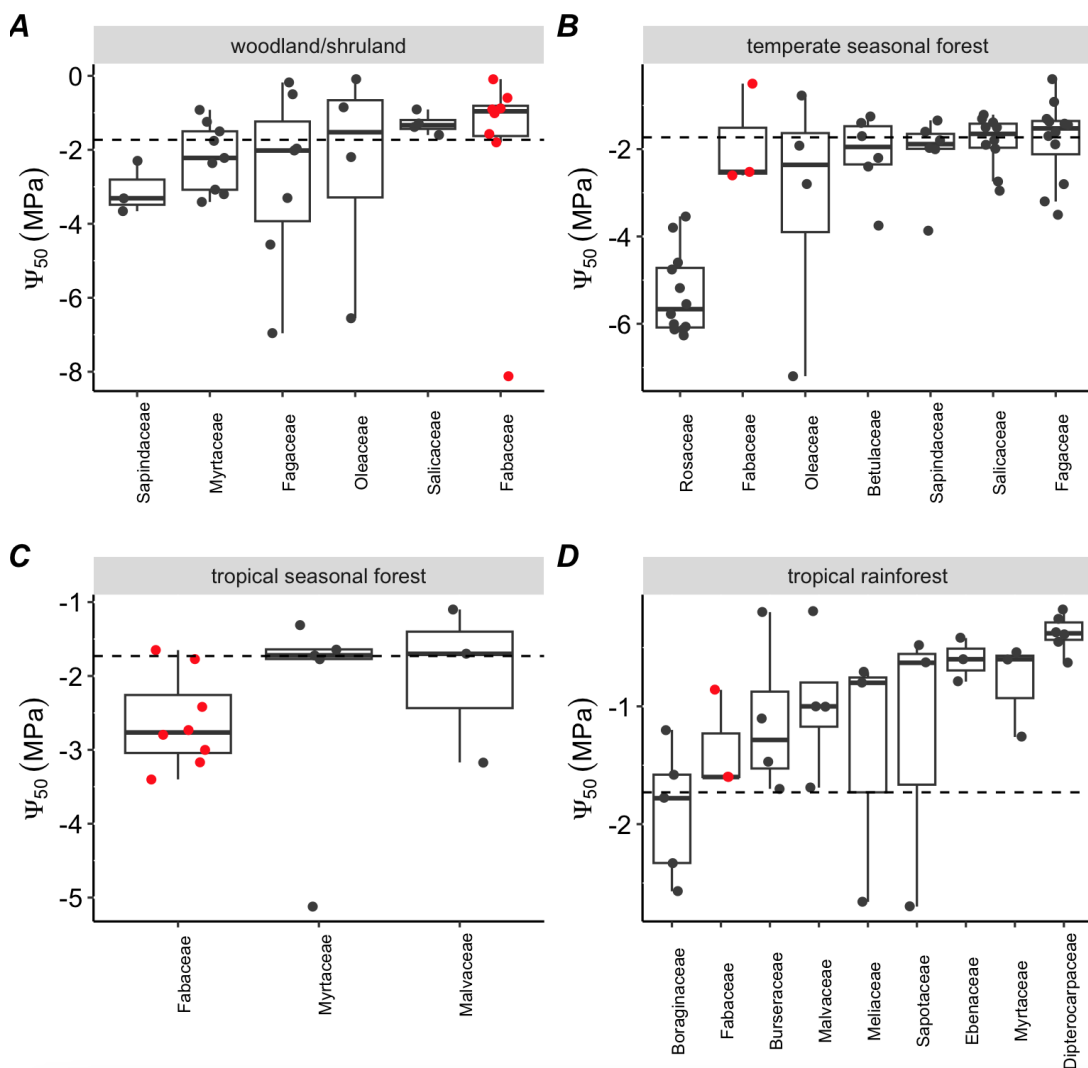 A
woodland/shruland
0
-2
-4
-6
-8
Ψ50 (MPa)
Sapindaceae
Myrtaceae
Fagaceae
Oleaceae
Salicaceae
Fabaceae
B
temperate seasonal forest
-2
-4
-6
Ψ50 (MPa)
Rosaceae
Fabaceae
Oleaceae
Betulaceae
Sapindaceae
Salicaceae
Fagaceae
C
tropical seasonal forest
-1
-2
-3
-4
-5
Ψ50 (MPa)
Fabaceae
Myrtaceae
Malvaceae
D
tropical rainforest
-1
-2
Ψ50 (MPa)
Boraginaceae
Fabaceae
Burseraceae
Malvaceae
Meliaceae
Sapotaceae
Ebenaceae
Myrtaceae
Dipterocarpaceae